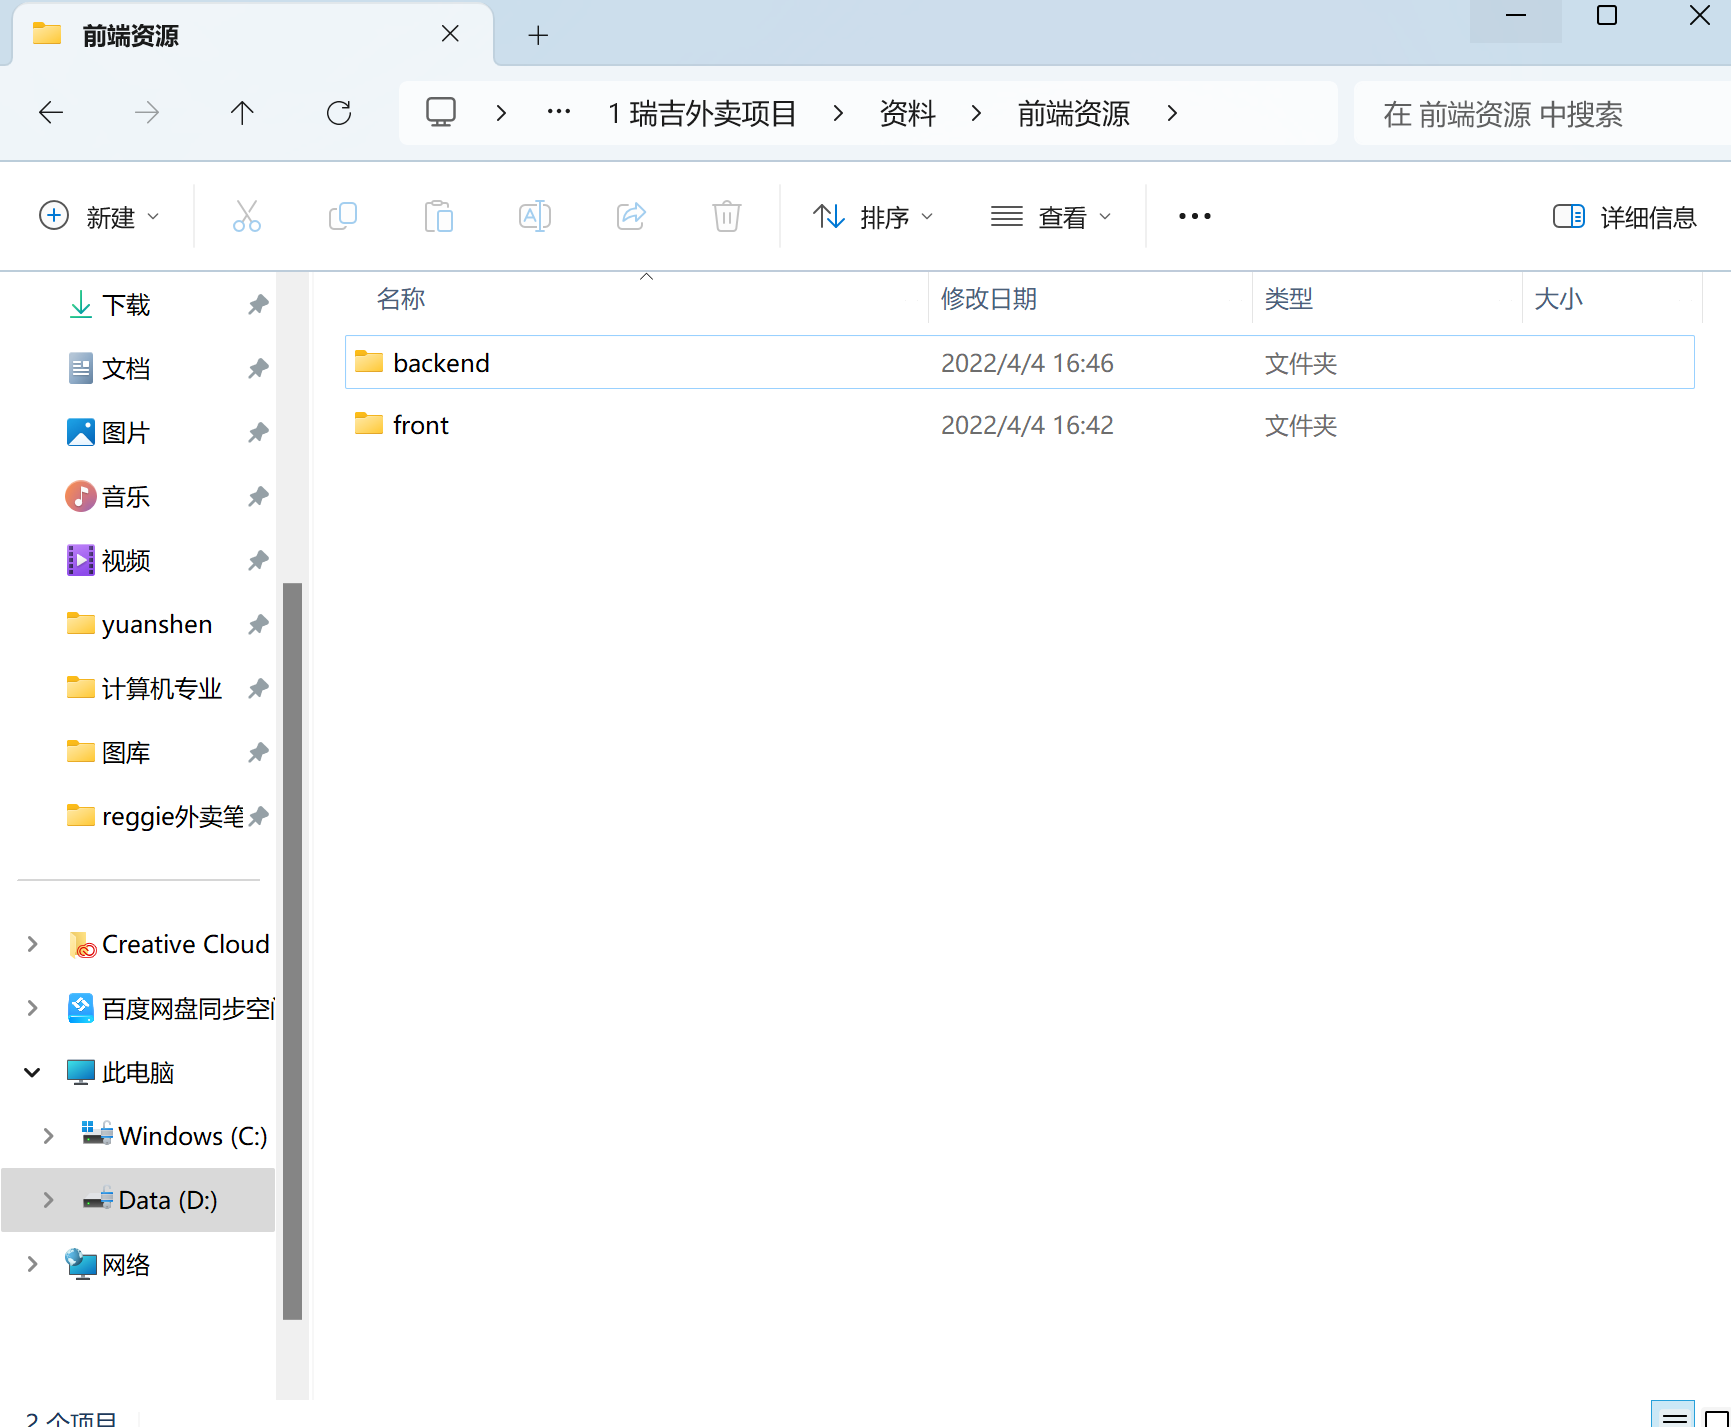 前端资源
1 瑞吉外卖项目 资料 前端资源
在 前端资源 中搜索
新建 排序 查看 详细信息
名称 修改日期 类型 大小
backend 2022/4/4 16:46 文件夹
front 2022/4/4 16:42 文件夹
下载
文档
图片
音乐
视频
yuanshen
计算机专业
图库
reggie外卖笔
Creative Cloud
百度网盘同步空
此电脑
Windows (C:)
Data (D:)
网络
2 个项目